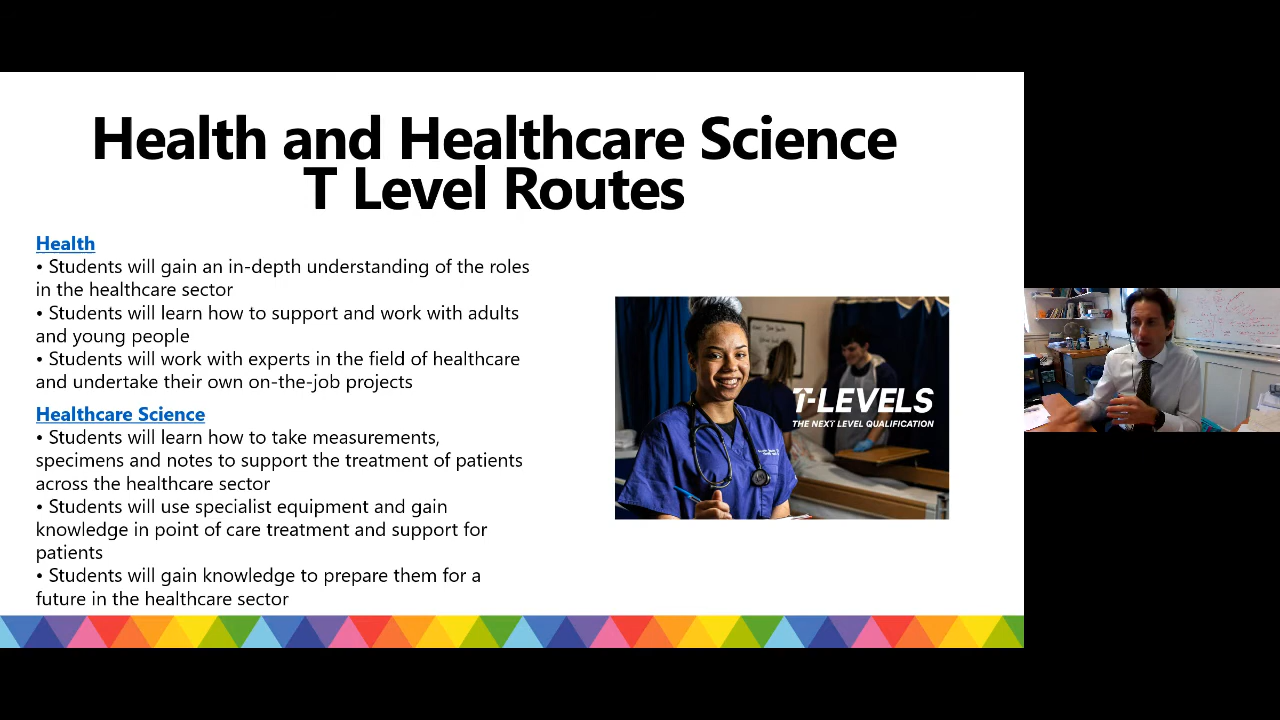 Health and Healthcare Science
T Level Routes
Health
• Students will gain an in-depth understanding of the roles
in the healthcare sector
• Students will learn how to support and work with adults
and young people
• Students will work with experts in the field of healthcare
and undertake their own on-the-job projects
Healthcare Science
• Students will learn how to take measurements,
specimens and notes to support the treatment of patients
across the healthcare sector
• Students will use specialist equipment and gain
knowledge in point of care treatment and support for
patients
• Students will gain knowledge to prepare them for a
future in the healthcare sector
T-LEVELS
THE NEXT LEVEL QUALIFICATION